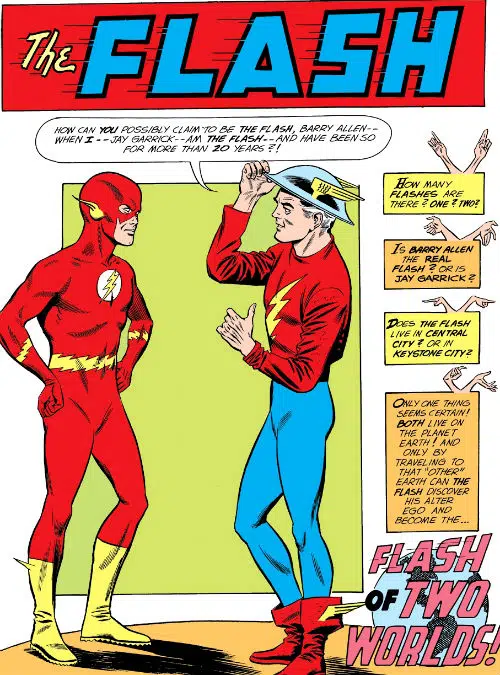 The FLASH
HOW CAN YOU POSSIBLY CLAIM TO BE THE FLASH, BARRY ALLEN--
WHEN I--JAY GARRICK--AM THE FLASH--AND HAVE BEEN SO
FOR MORE THAN 20 YEARS?!
HOW MANY
FLASHES ARE
THERE? ONE? TWO?
IS BARRY ALLEN
THE REAL
FLASH? OR IS
JAY GARRICK?
DOES THE FLASH
LIVE IN CENTRAL
CITY? OR IN
KEYSTONE CITY?
ONLY ONE THING
SEEMS CERTAIN!
BOTH LIVE ON
THE PLANET
EARTH! AND
ONLY BY
TRAVELING TO
THAT "OTHER"
EARTH CAN THE
FLASH DISCOVER
HIS ALTER
EGO AND
BECOME THE...
FLASH
OF TWO
WORLDS!